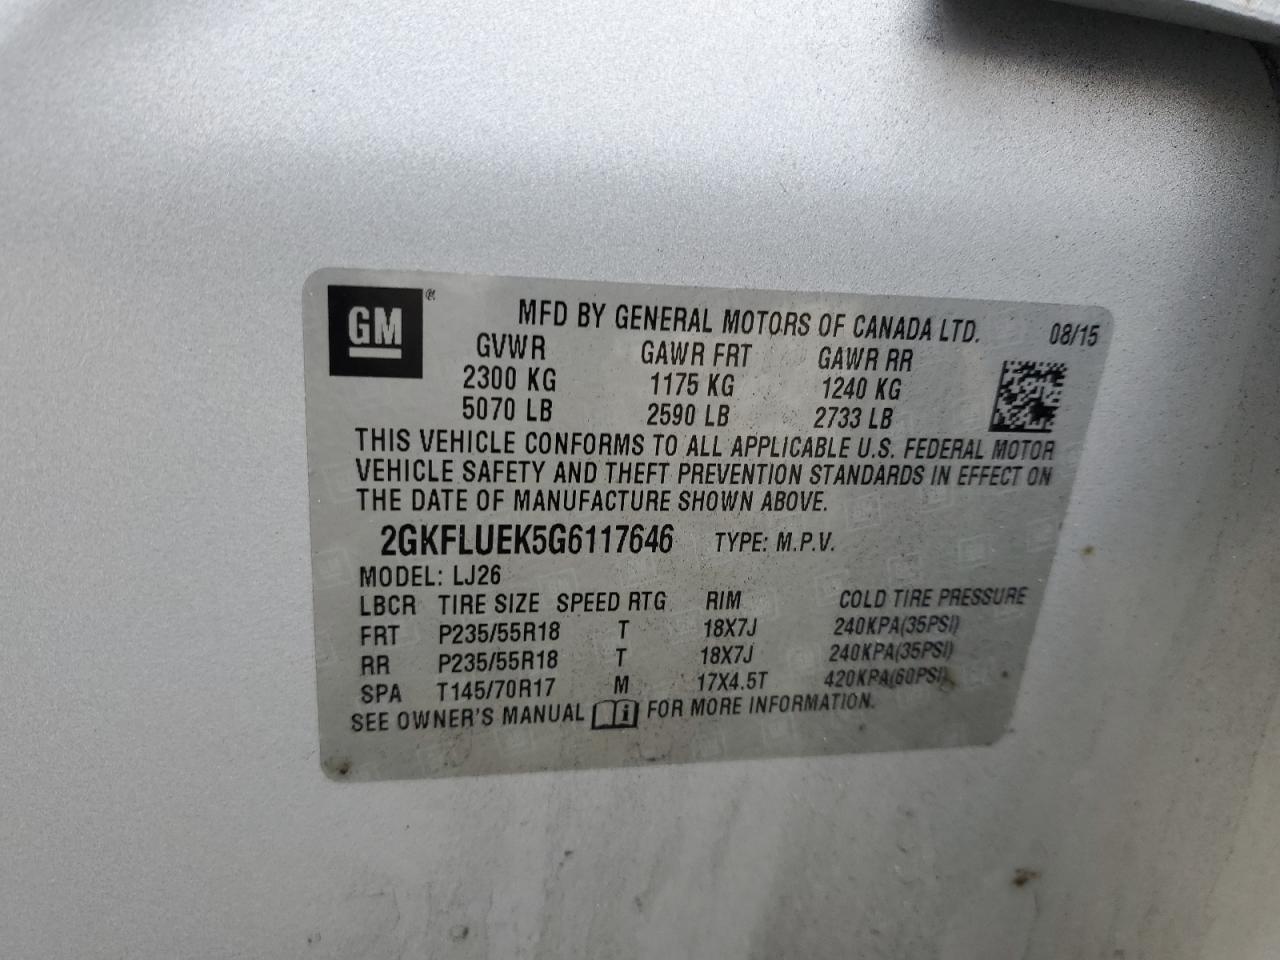 GM ® MFD BY GENERAL MOTORS OF CANADA LTD. 08/15
GVWR GAWR FRT GAWR RR
2300 KG 1175 KG 1240 KG
5070 LB 2590 LB 2733 LB
THIS VEHICLE CONFORMS TO ALL APPLICABLE U.S. FEDERAL MOTOR
VEHICLE SAFETY AND THEFT PREVENTION STANDARDS IN EFFECT ON
THE DATE OF MANUFACTURE SHOWN ABOVE.
2GKFLUEK5G6117646 TYPE: M.P.V.
MODEL: LJ26
LBCR TIRE SIZE SPEED RTG RIM COLD TIRE PRESSURE
FRT P235/55R18 T 18X7J 240KPA(35PSI)
RR P235/55R18 T 18X7J 240KPA(35PSI)
SPA T145/70R17 M 17X4.5T 420KPA(60PSI)
SEE OWNER'S MANUAL i FOR MORE INFORMATION.